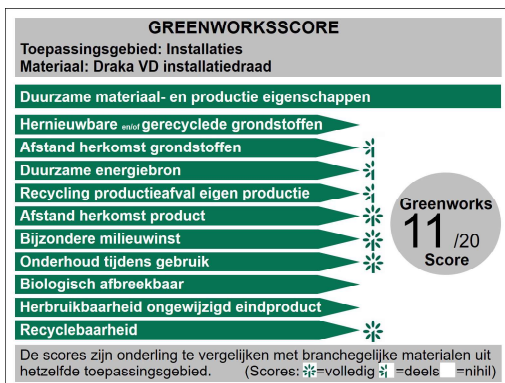 GREENWORKSSCORE
Toepassingsgebied: Installaties
Materiaal: Draka VD installatiedraad
Duurzame materiaal- en productie eigenschappen
Hernieuwbare en/of gerecyclede grondstoffen
Afstand herkomst grondstoffen
Duurzame energiebron
Recycling productieafval eigen productie
Afstand herkomst product
Bijzondere milieuwinst
Onderhoud tijdens gebruik
Biologisch afbreekbaar
Herbruikbaarheid ongewijzigd eindproduct
Recyclebaarheid
Greenworks
11 /20
Score
De scores zijn onderling te vergelijken met branchegelijke materialen uit
hetzelfde toepassingsgebied. (Scores: =volledig =deels =nihil)